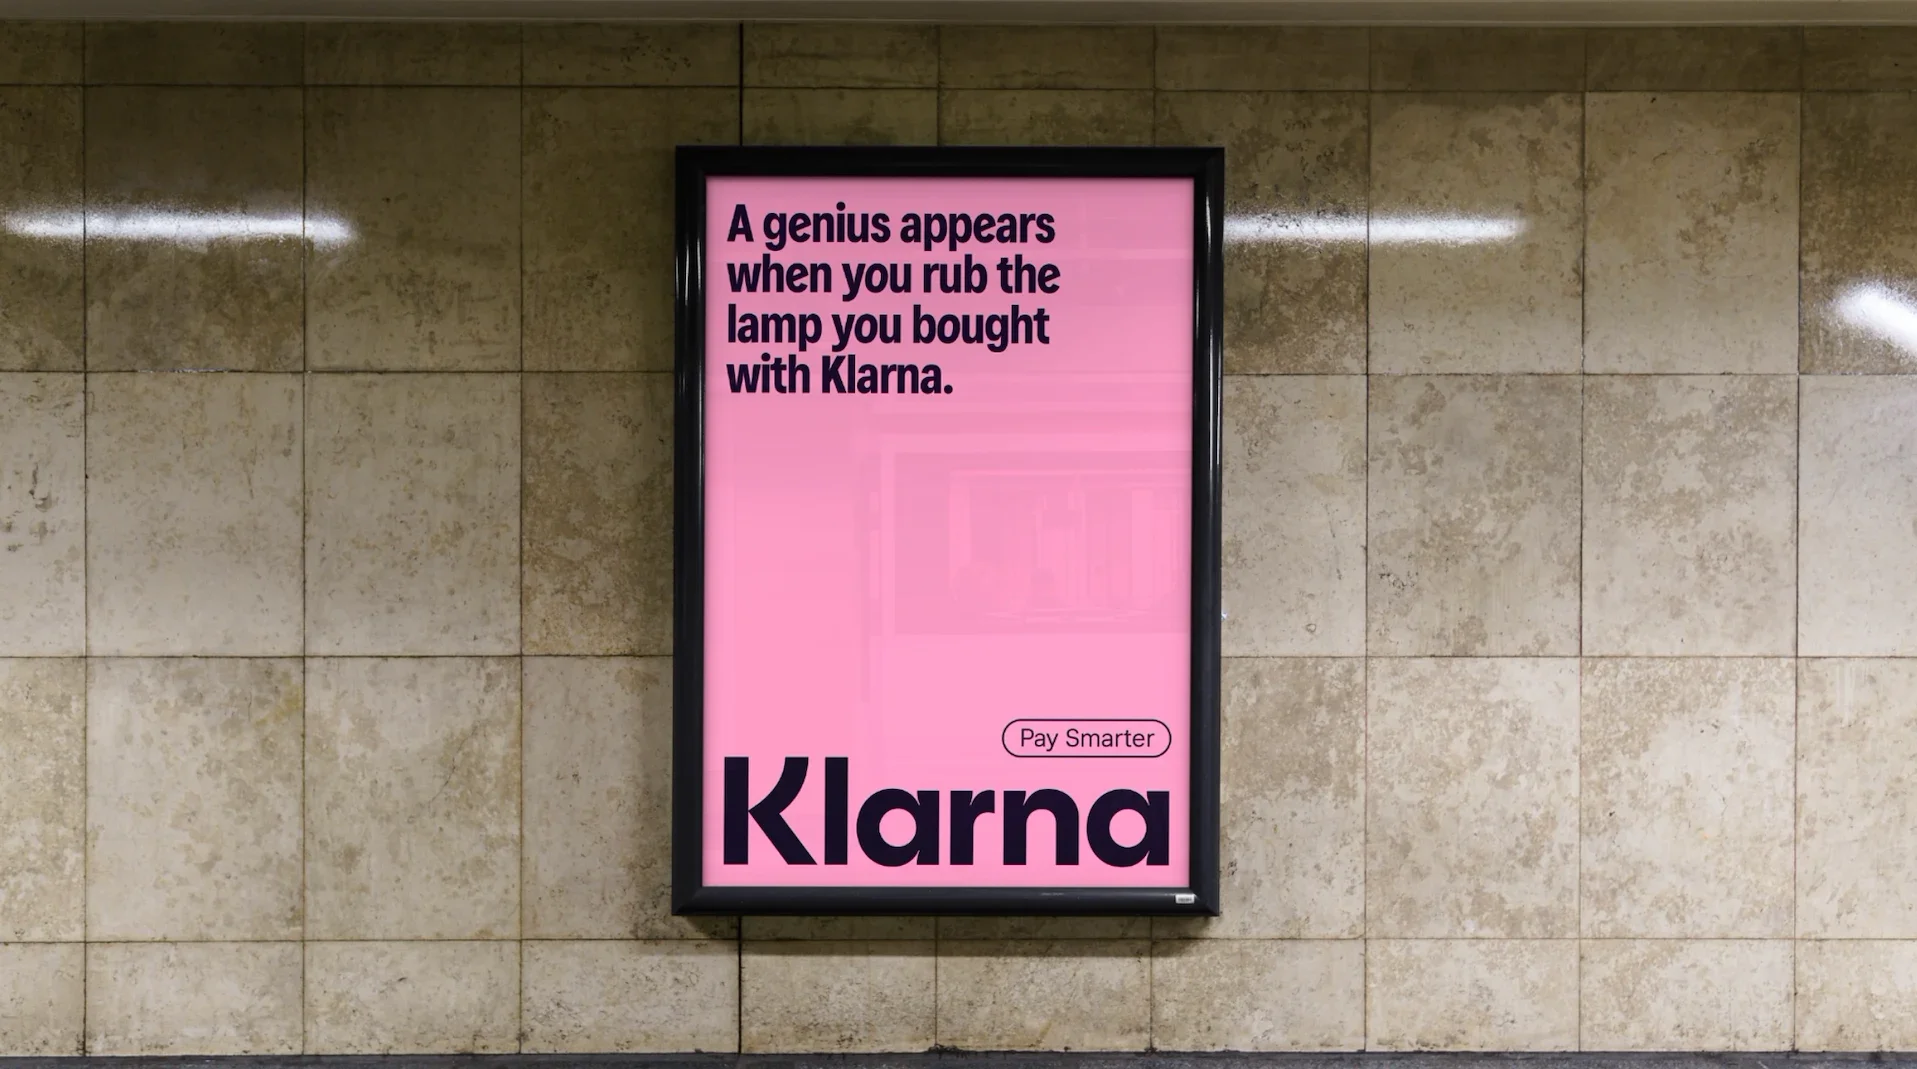 A genius appears
when you rub the
lamp you bought
with Klarna.
Pay Smarter
Klarna